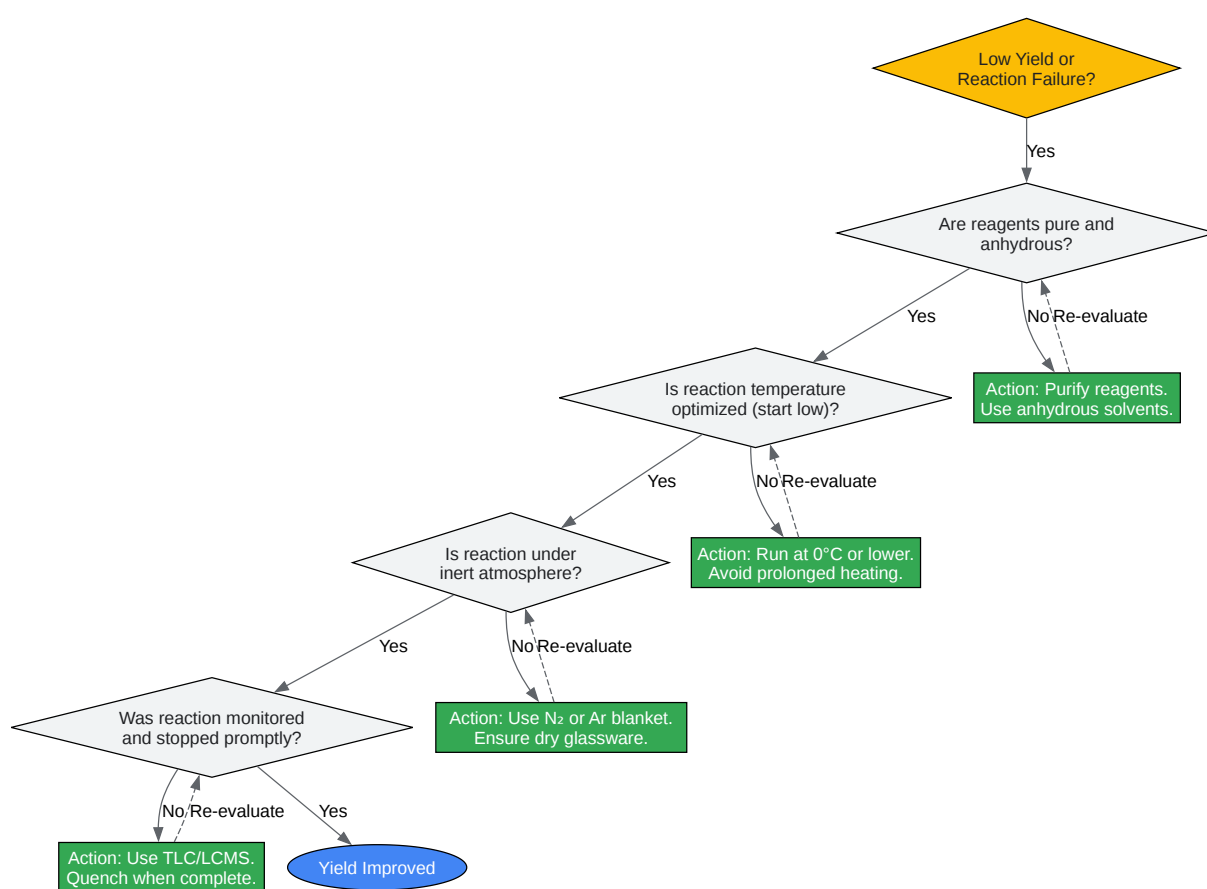 Low Yield or
Reaction Failure?
Yes
Are reagents pure and
anhydrous?
Yes
No
Re-evaluate
Action: Purify reagents.
Use anhydrous solvents.
Is reaction temperature
optimized (start low)?
Yes
No
Re-evaluate
Action: Run at 0°C or lower.
Avoid prolonged heating.
Is reaction under
inert atmosphere?
Yes
No
Re-evaluate
Action: Use N₂ or Ar blanket.
Ensure dry glassware.
Was reaction monitored
and stopped promptly?
No
Re-evaluate
Yes
Action: Use TLC/LCMS.
Quench when complete.
Yield Improved